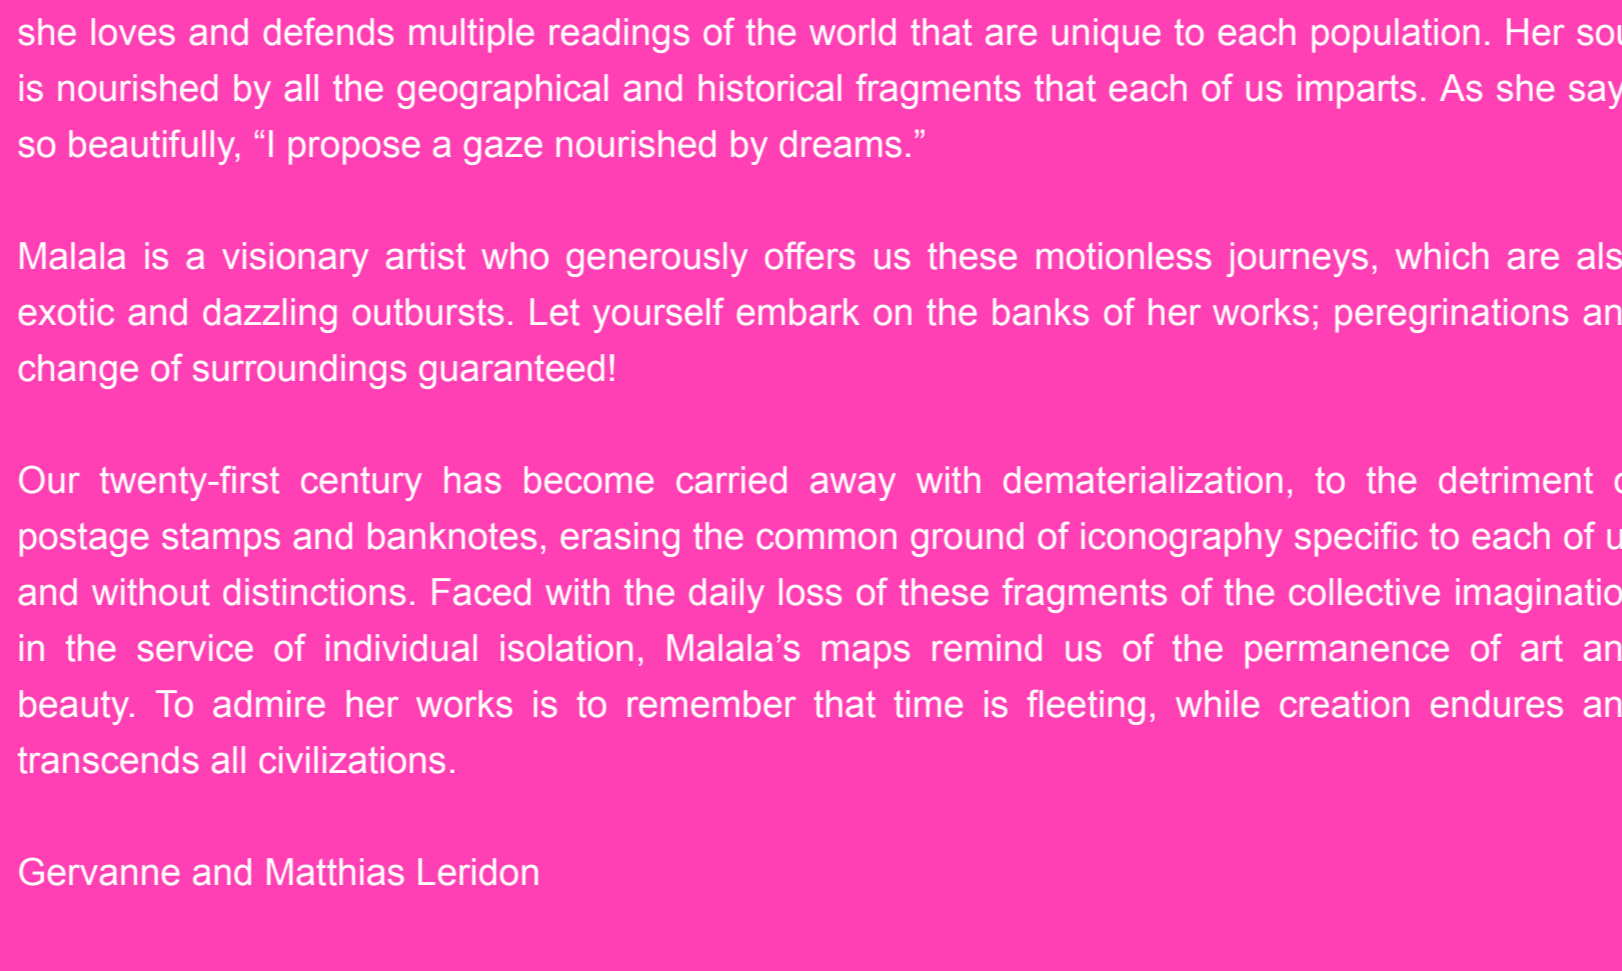 she loves and defends multiple readings of the world that are unique to each population. Her
is nourished by all the geographical and historical fragments that each of us imparts. As she
so beautifully, “I propose a gaze nourished by dreams.”
Malala is a visionary artist who generously offers us these motionless journeys, which are
exotic and dazzling outbursts. Let yourself embark on the banks of her works; peregrinations
change of surroundings guaranteed!
Our twenty-first century has become carried away with dematerialization, to the detriment
postage stamps and banknotes, erasing the common ground of iconography specific to each of
and without distinctions. Faced with the daily loss of these fragments of the collective
in the service of individual isolation, Malala’s maps remind us of the permanence of art
beauty. To admire her works is to remember that time is fleeting, while creation endures
transcends all civilizations.
Gervanne and Matthias Leridon